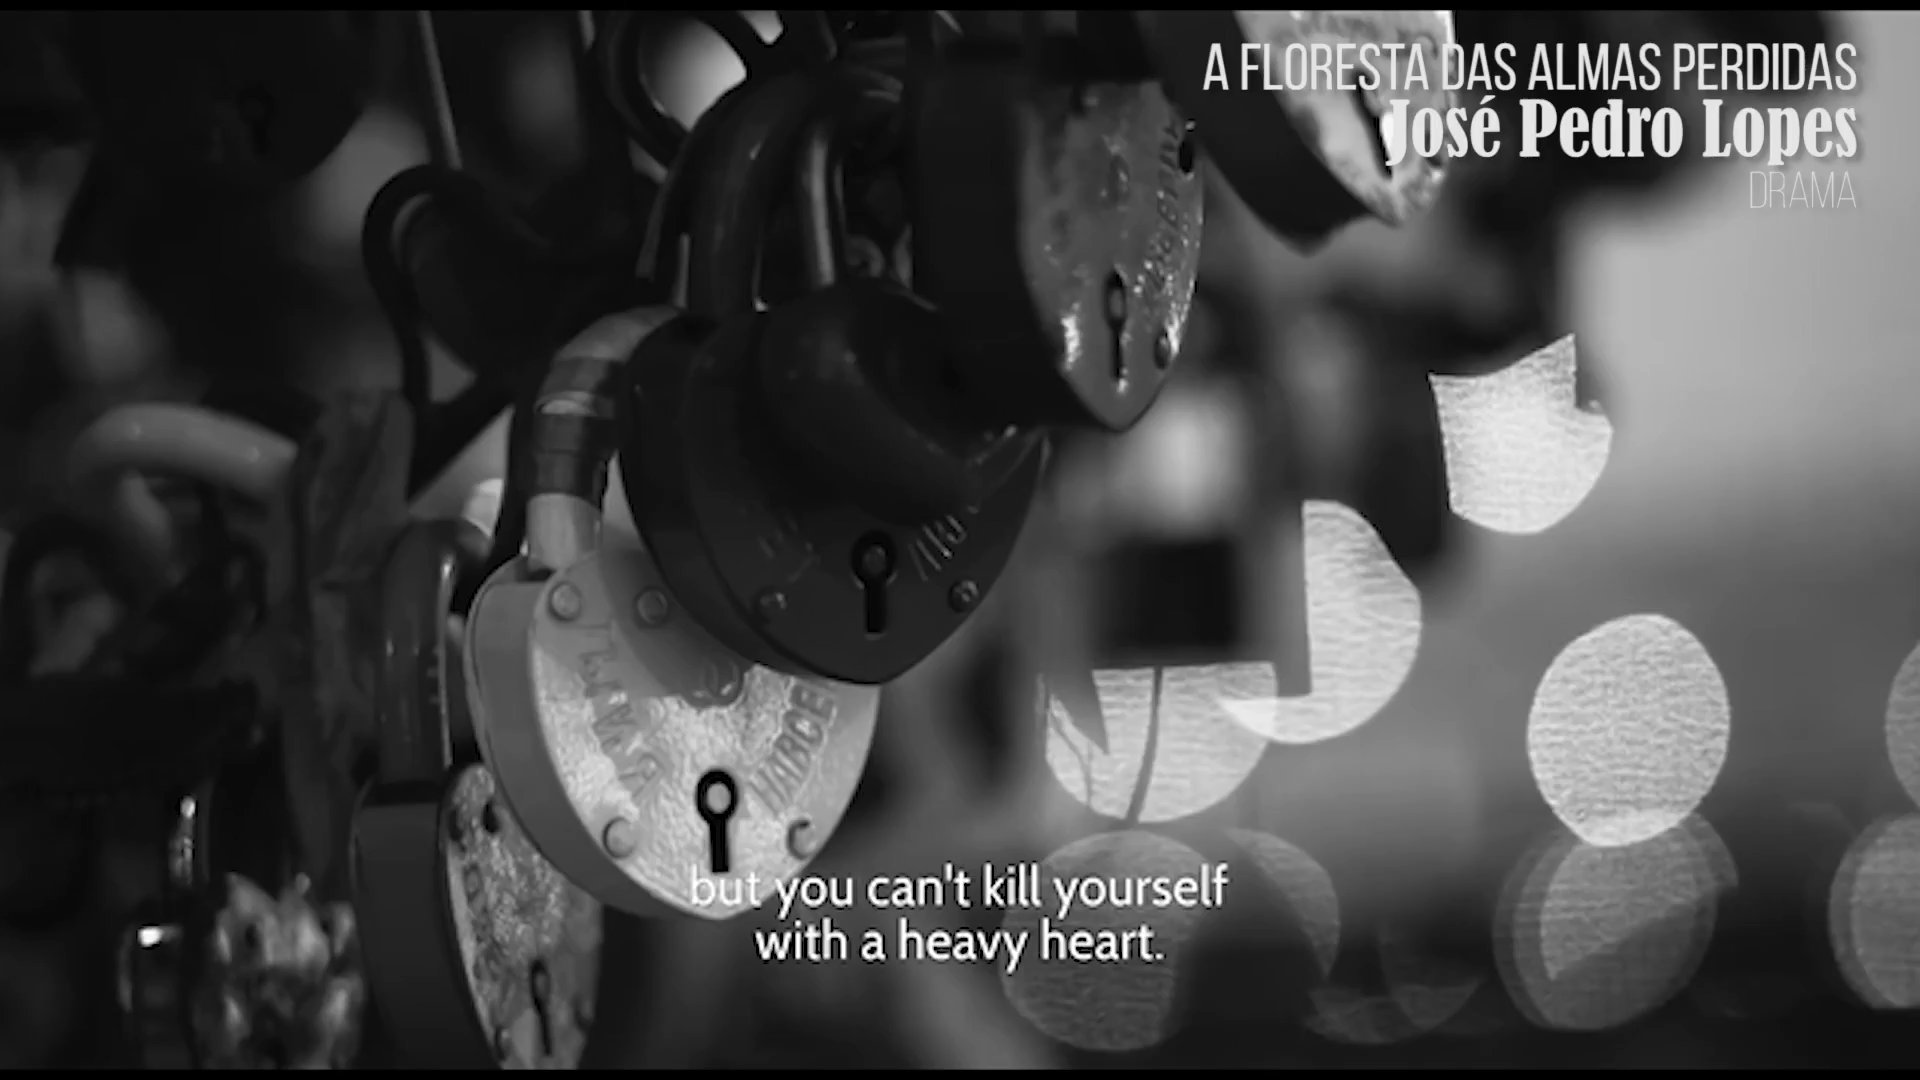 A FLORESTA DAS ALMAS PERDIDAS
José Pedro Lopes
DRAMA
but you can't kill yourself
with a heavy heart.